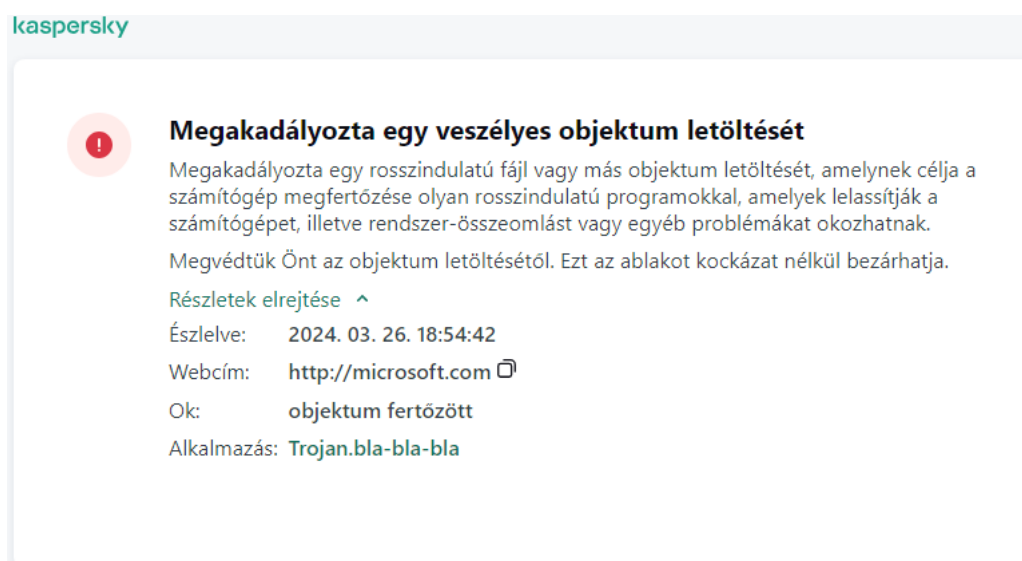 kaspersky
Megakadályozta egy veszélyes objektum letöltését
Megakadályozta egy rosszindulatú fájl vagy más objektum letöltését, amelynek célja a
számítógép megfertőzése olyan rosszindulatú programokkal, amelyek lelassítják a
számítógépet, illetve rendszer-összeomlást vagy egyéb problémákat okozhatnak.
Megvédtük Önt az objektum letöltésétől. Ezt az ablakot kockázat nélkül bezárhatja.
Részletek elrejtése
Észlelve: 2024. 03. 26. 18:54:42
Webcím: http://microsoft.com
Ok: objektum fertőzött
Alkalmazás: Trojan.bla-bla-bla